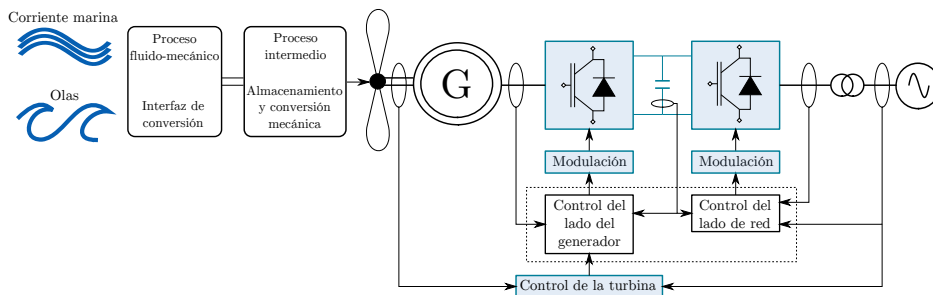 Corriente marina
Olas
Proceso
fluido-mecánico
Interfaz de
conversión
Proceso
intermedio
Almacenamiento
y conversión
mecánica
G
Modulación
Modulación
Control del
lado del
generador
Control del
lado de red
Control de la turbina